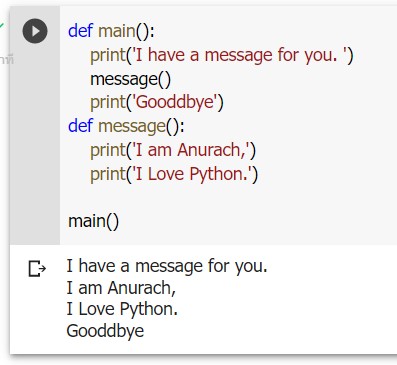 def main():
    print('I have a message for you. ')
    message()
    print('Gooddbye')
def message():
    print('I am Anurach,')
    print('I Love Python.')

main()
I have a message for you.
I am Anurach,
I Love Python.
Gooddbye